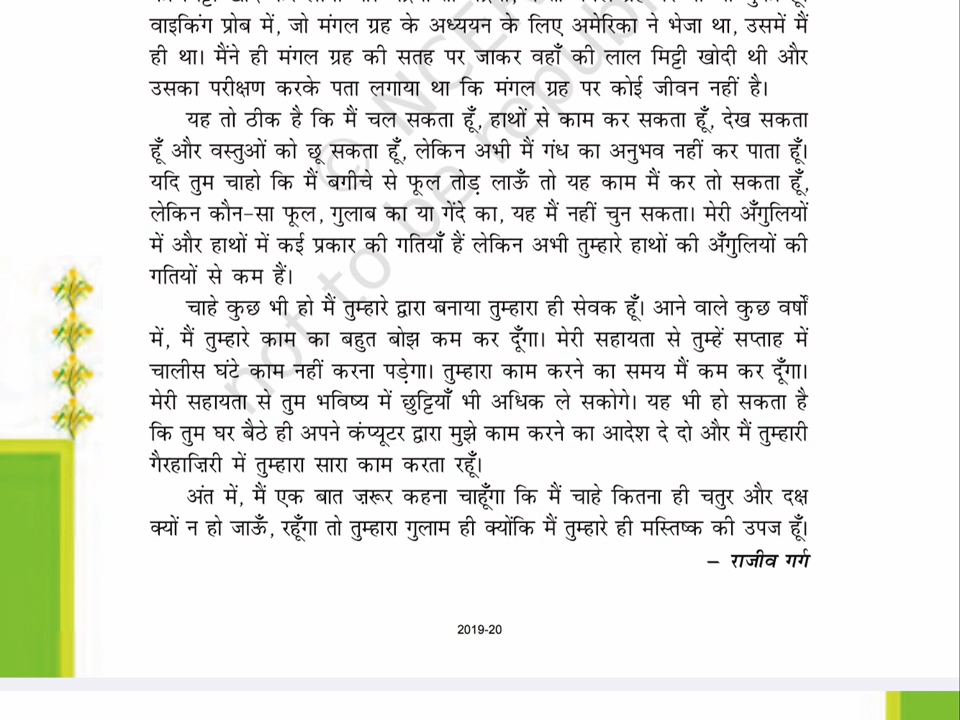 वाइकिंग प्रोब में, जो मंगल ग्रह के अध्ययन के लिए अमेरिका ने भेजा था, उसमें मैं
ही था। मैंने ही मंगल ग्रह की सतह पर जाकर वहाँ की लाल मिट्टी खोदी थी और
उसका परीक्षण करके पता लगाया था कि मंगल ग्रह पर कोई जीवन नहीं है।
यह तो ठीक है कि मैं चल सकता हूँ, हाथों से काम कर सकता हूँ, देख सकता
हूँ और वस्तुओं को छू सकता हूँ, लेकिन अभी मैं गंध का अनुभव नहीं कर पाता हूँ।
यदि तुम चाहो कि मैं बगीचे से फूल तोड़ लाऊँ तो यह काम मैं कर तो सकता हूँ,
लेकिन कौन-सा फूल, गुलाब का या गेंदे का, यह मैं नहीं चुन सकता। मेरी अँगुलियों
में और हाथों में कई प्रकार की गतियाँ हैं लेकिन अभी तुम्हारे हाथों की अँगुलियों की
गतियों से कम हैं।
चाहे कुछ भी हो मैं तुम्हारे द्वारा बनाया तुम्हारा ही सेवक हूँ। आने वाले कुछ वर्षों
में, मैं तुम्हारे काम का बहुत बोझ कम कर दूँगा। मेरी सहायता से तुम्हें सप्ताह में
चालीस घंटे काम नहीं करना पड़ेगा। तुम्हारा काम करने का समय मैं कम कर दूँगा।
मेरी सहायता से तुम भविष्य में छुट्टियाँ भी अधिक ले सकोगे। यह भी हो सकता है
कि तुम घर बैठे ही अपने कंप्यूटर द्वारा मुझे काम करने का आदेश दे दो और मैं तुम्हारी
गैरहाज़िरी में तुम्हारा सारा काम करता रहूँ।
अंत में, मैं एक बात ज़रूर कहना चाहूँगा कि मैं चाहे कितना ही चतुर और दक्ष
क्यों न हो जाऊँ, रहूँगा तो तुम्हारा गुलाम ही क्योंकि मैं तुम्हारे ही मस्तिष्क की उपज हूँ।
– राजीव गर्ग
2019-20
not to be republ